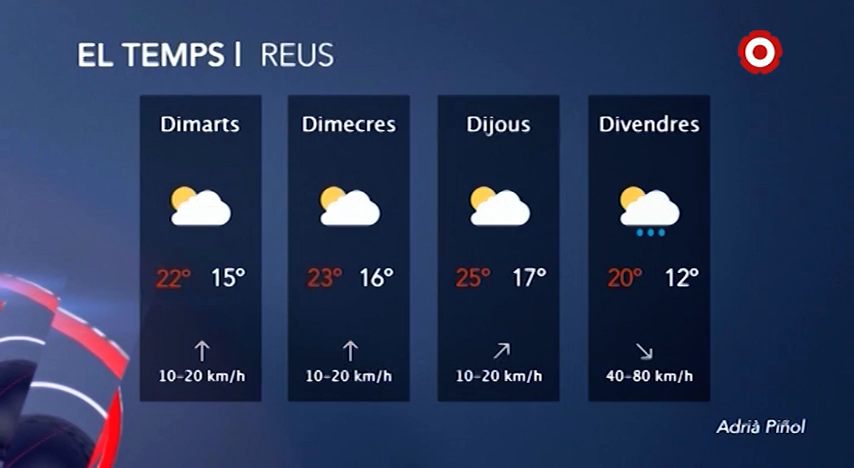 EL TEMPS | REUS
Dimarts
22° 15°
10-20 km/h
Dimecres
23° 16°
10-20 km/h
Dijous
25° 17°
10-20 km/h
Divendres
20° 12°
40-80 km/h
Adrià Piñol